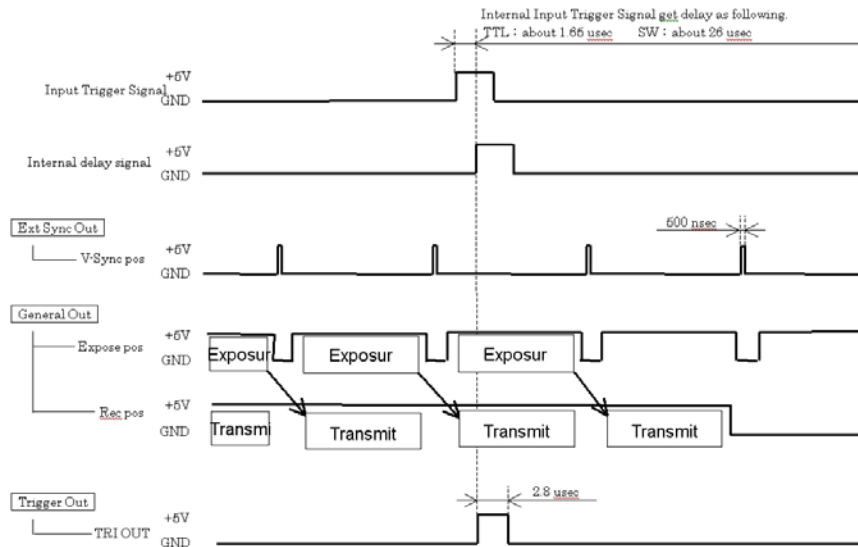 Internal Input Trigger Signal get delay as following.
TTL : about 1.65 usec SW : about 26 usec
+5V
Input Trigger Signal
GND
+5V
Internal delay signal
GND
Ext Sync Out
600 nsec
+5V
V-Sync pos
GND
General Out
+5V
Expose pos
GND
Exposur
Exposur
Exposur
+5V
Rec pos
GND
Transmi
Transmit
Transmit
Transmit
Trigger Out
2.8 usec
+5V
TRI OUT
GND